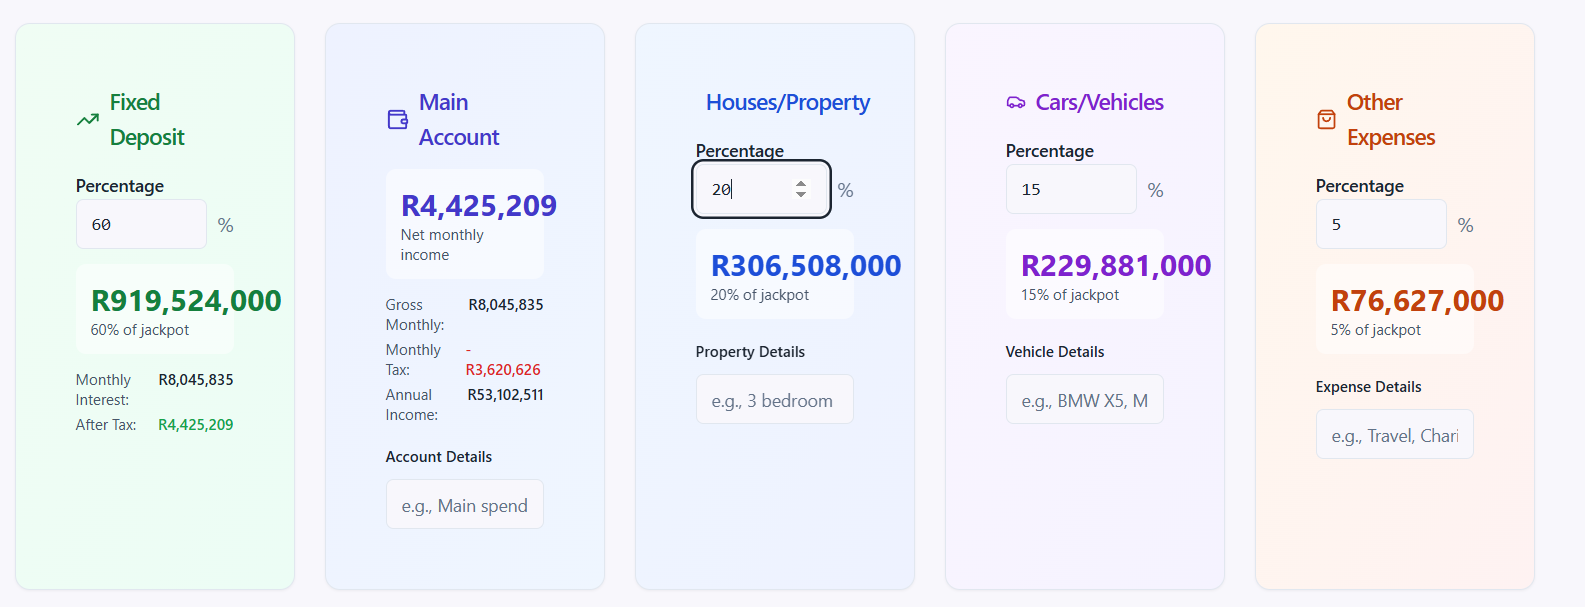 Fixed
Deposit
Percentage
60 %
R919,524,000
60% of jackpot
Monthly
Interest:
R8,045,835
After Tax:
R4,425,209
Main
Account
R4,425,209
Net monthly
income
Gross
Monthly:
R8,045,835
Monthly
Tax:
-
R3,620,626
Annual
Income:
R53,102,511
Account Details
e.g., Main spend
Houses/Property
Percentage
20 %
R306,508,000
20% of jackpot
Property Details
e.g., 3 bedroom
Cars/Vehicles
Percentage
15 %
R229,881,000
15% of jackpot
Vehicle Details
e.g., BMW X5, M
Other
Expenses
Percentage
5 %
R76,627,000
5% of jackpot
Expense Details
e.g., Travel, Chari